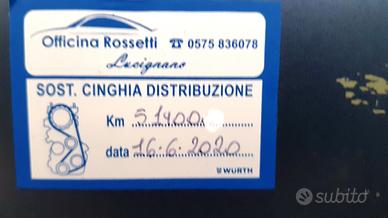 Officina Rossetti ☎ 0575 836078
Lucignano
SOST. CINGHIA DISTRIBUZIONE
Km 51400
data 16.6.2020
WÜRTH
subito